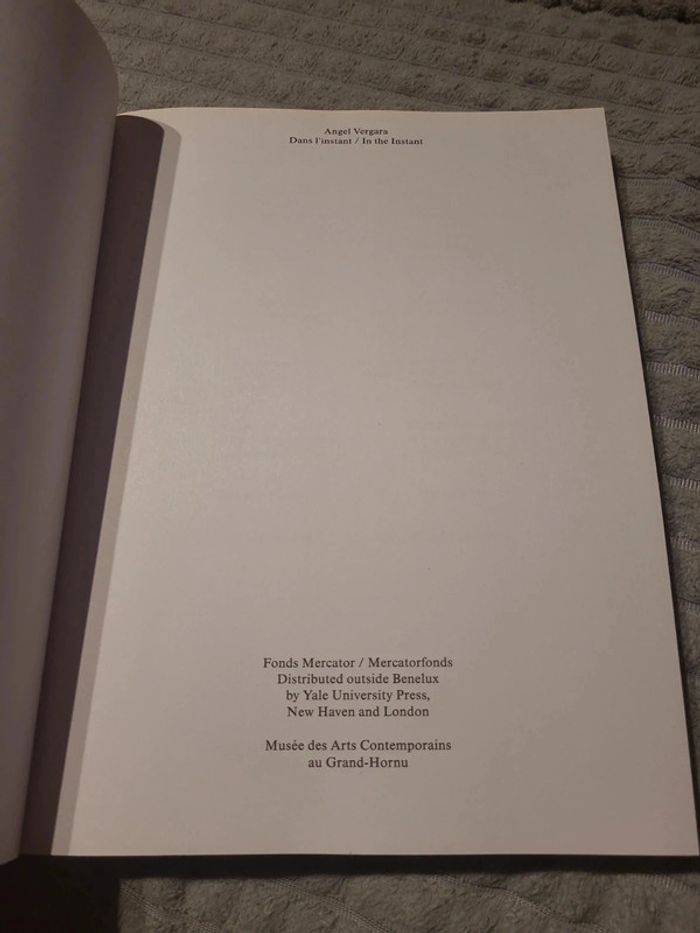 Angel Vergara
Dans l'instant / In the Instant
Fonds Mercator / Mercatorfonds
Distributed outside Benelux
by Yale University Press,
New Haven and London
Musée des Arts Contemporains
au Grand-Hornu